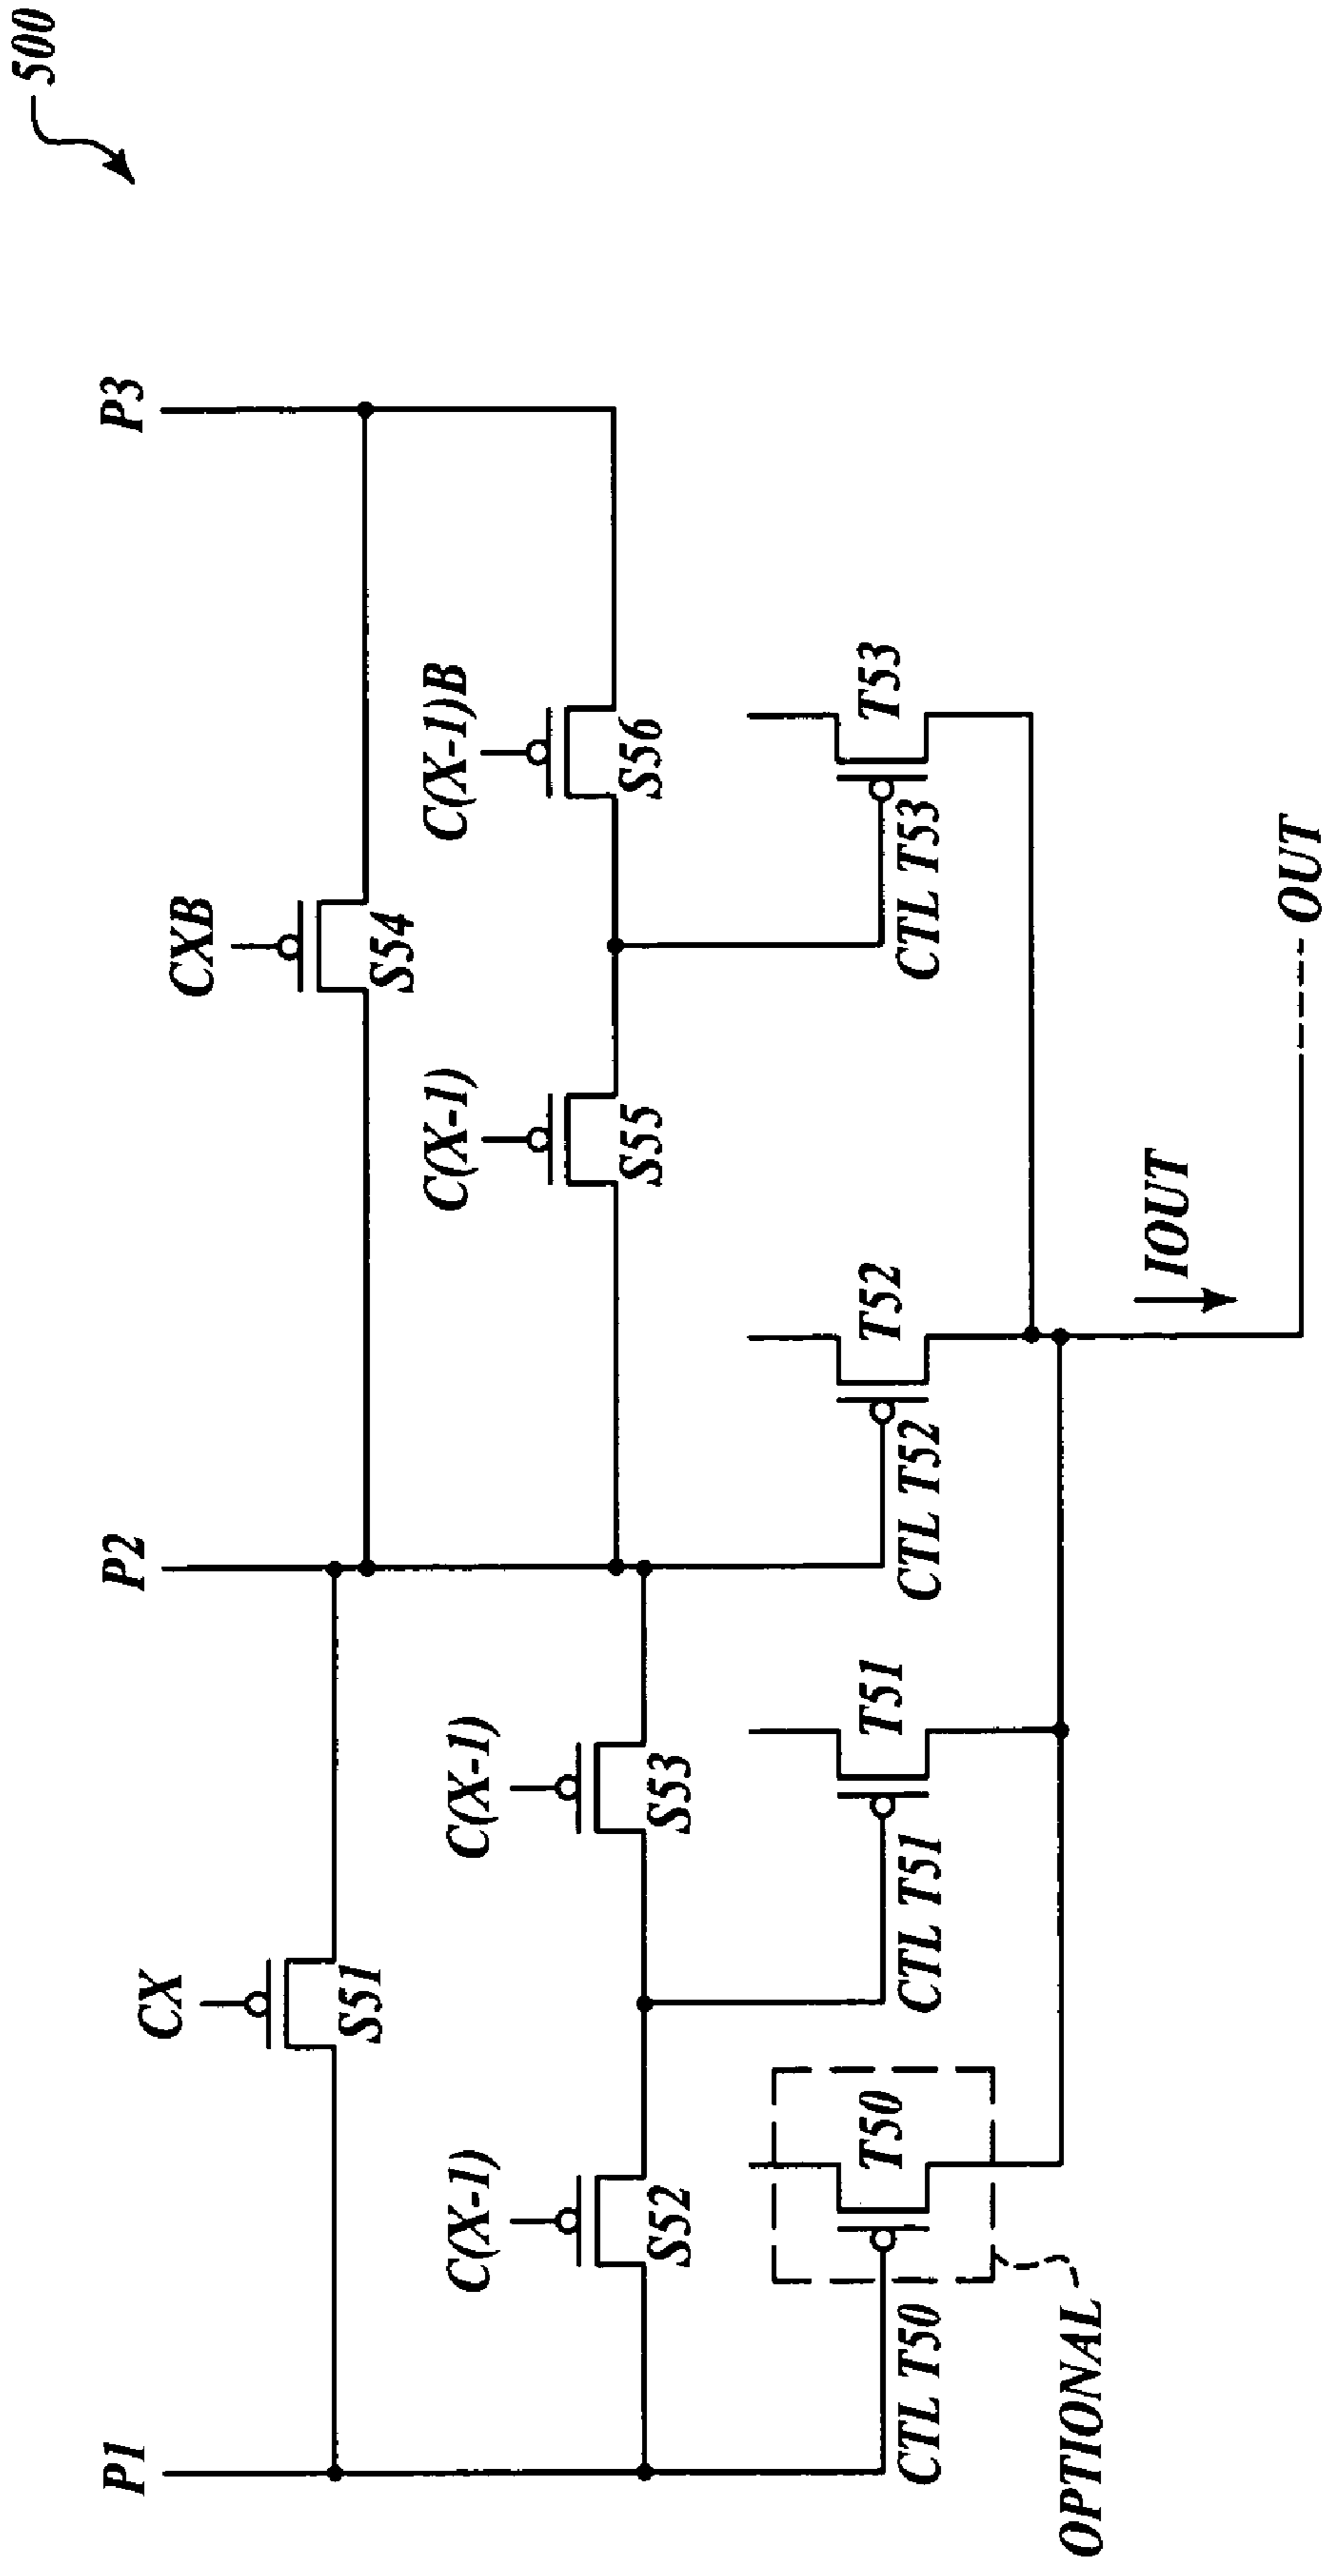 500
P1
P2
P3
CX
CXB
S51
S54
C(X-1)
C(X-1)
C(X-1)
C(X-1)B
S52
S53
S55
S56
T50
T51
T52
T53
CTL T50
CTL T51
CTL T52
CTL T53
OPTIONAL
IOUT
OUT